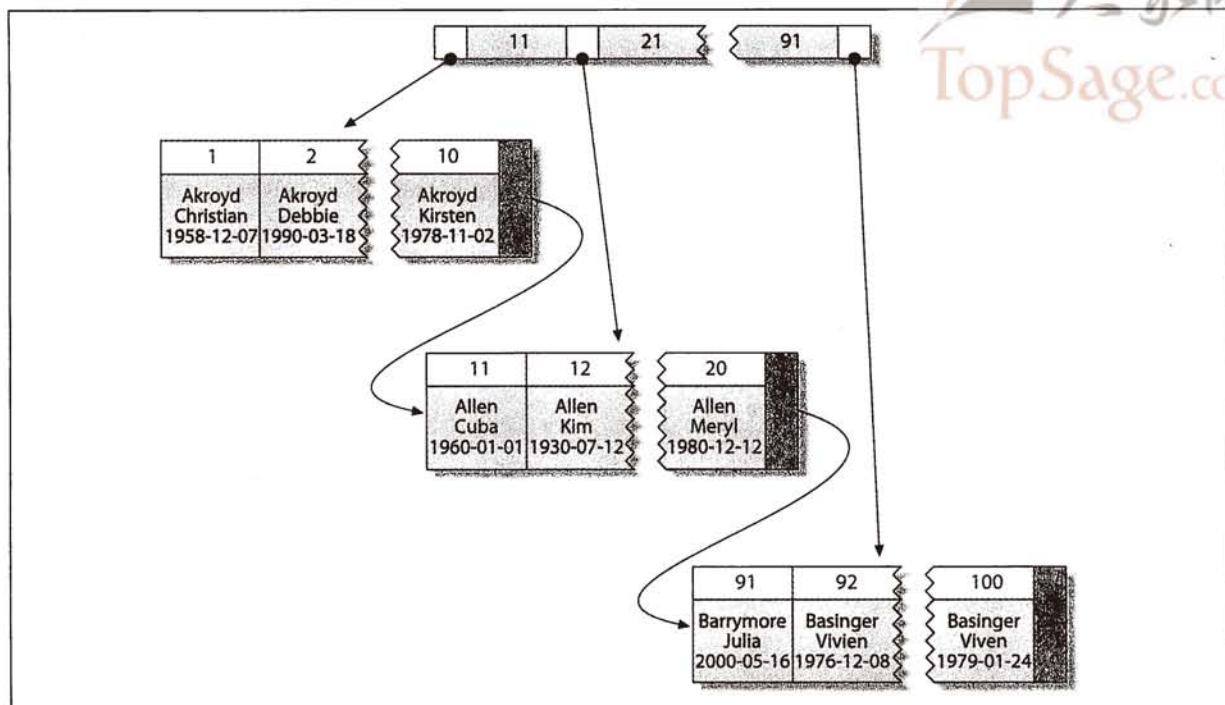 11 21 91
TopSage.co
1 2 10
Akroyd Akroyd Akroyd
Christian Debbie Kirsten
1958-12-07 1990-03-18 1978-11-02
11 12 20
Allen Allen Allen
Cuba Kim Meryl
1960-01-01 1930-07-12 1980-12-12
91 92 100
Barrymore Basinger Basinger
Julia Vivien Viven
2000-05-16 1976-12-08 1979-01-24